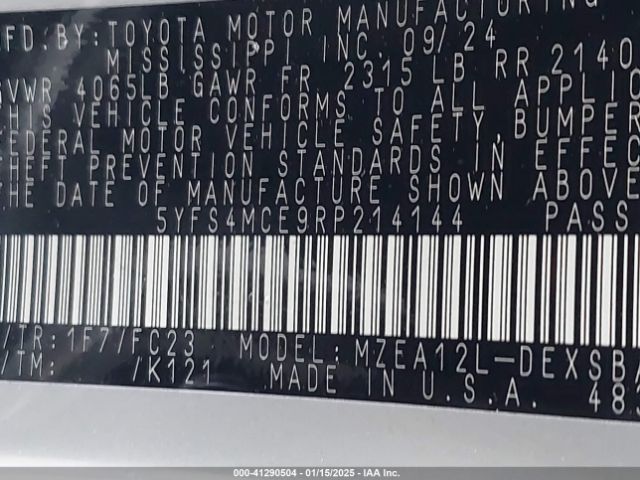 MFD.BY:TOYOTA MOTOR MANUFACTURING
MISSISSIPPI INC 09/24
GVWR 4065LB GAWR FR 2315LB RR 2140
THIS VEHICLE CONFORMS TO ALL APPLIC
FEDERAL MOTOR VEHICLE SAFETY,BUMPER
THEFT PREVENTION STANDARDS IN EFFEC
THE DATE OF MANUFACTURE SHOWN ABOVE
5YFS4MCE9RP214144 PASS
/TR:1F7/FC23 MODEL:MZEA12L-DEXSBA
/TM: /K121 MADE IN U.S.A. 483
000-41290504 - 01/15/2025 - IAA Inc.